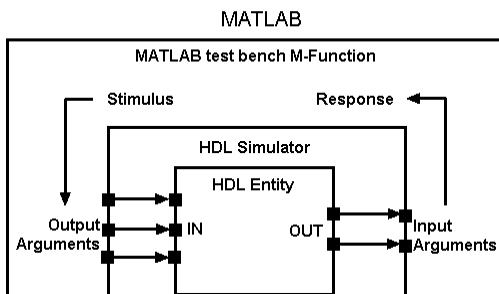 MATLAB
MATLAB test bench M-Function
Stimulus
Response
HDL Simulator
HDL Entity
Output
Arguments
IN
OUT
Input
Arguments